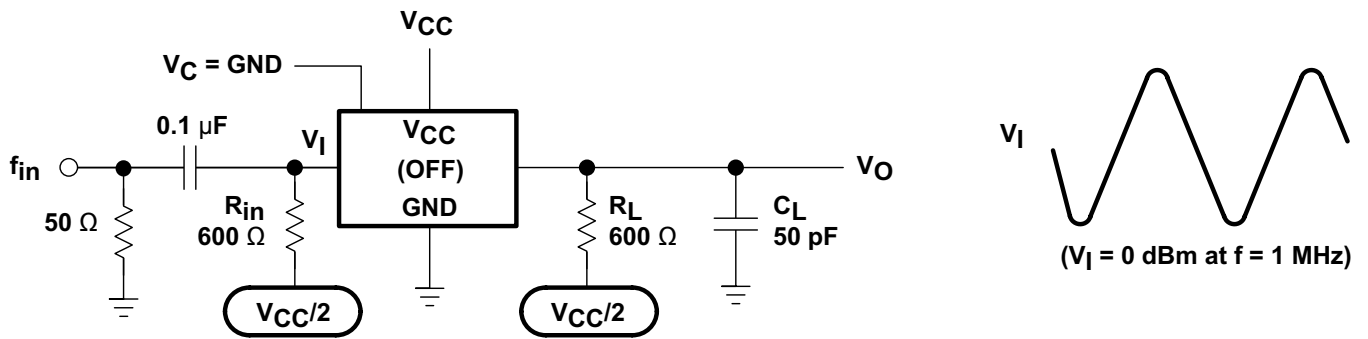 VCC
VC = GND
0.1 µF
VI
VCC
(OFF)
GND
fin
VO
50 Ω
Rin
600 Ω
RL
600 Ω
CL
50 pF
VCC/2
VCC/2
VI
(VI = 0 dBm at f = 1 MHz)